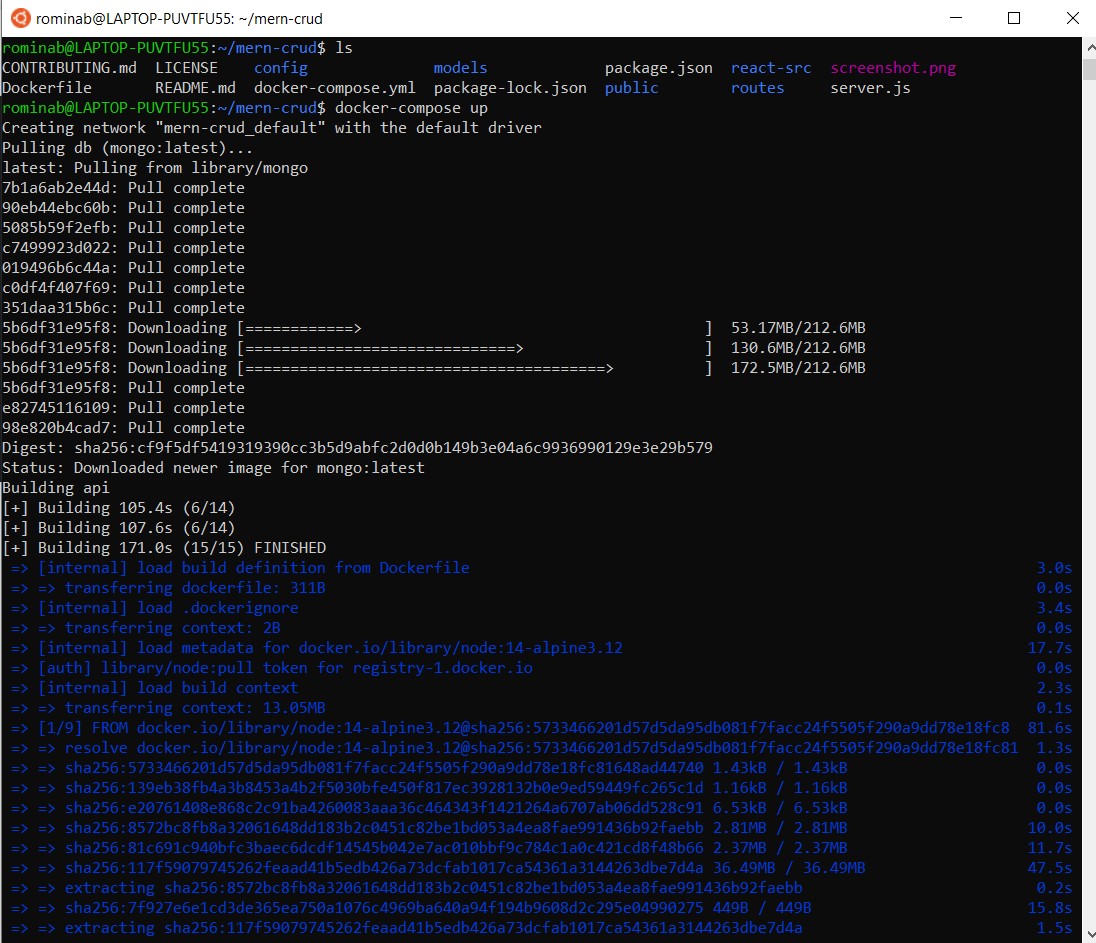 rominab@LAPTOP-PUVTFU55: ~/mern-crud
rominab@LAPTOP-PUVTFU55:~/mern-crud$ ls
CONTRIBUTING.md LICENSE config models package.json react-src screenshot.png
Dockerfile README.md docker-compose.yml package-lock.json public routes server.js
rominab@LAPTOP-PUVTFU55:~/mern-crud$ docker-compose up
Creating network "mern-crud_default" with the default driver
Pulling db (mongo:latest)...
latest: Pulling from library/mongo
7b1a6ab2e44d: Pull complete
90eb44ebc60b: Pull complete
5085b59f2efb: Pull complete
c7499923d022: Pull complete
019496b6c44a: Pull complete
c0df4f407f69: Pull complete
351daa315b6c: Pull complete
5b6df31e95f8: Downloading [============> ] 53.17MB/212.6MB
5b6df31e95f8: Downloading [==============================> ] 130.6MB/212.6MB
5b6df31e95f8: Downloading [========================================> ] 172.5MB/212.6MB
5b6df31e95f8: Pull complete
e82745116109: Pull complete
98e820b4cad7: Pull complete
Digest: sha256:cf9f5df5419319390cc3b5d9abfc2d0d0b149b3e04a6c9936990129e3e29b579
Status: Downloaded newer image for mongo:latest
Building api
[+] Building 105.4s (6/14)
[+] Building 107.6s (6/14)
[+] Building 171.0s (15/15) FINISHED
=> [internal] load build definition from Dockerfile 3.0s
=> => transferring dockerfile: 311B 0.0s
=> [internal] load .dockerignore 3.4s
=> => transferring context: 2B 0.0s
=> [internal] load metadata for docker.io/library/node:14-alpine3.12 17.7s
=> [auth] library/node:pull token for registry-1.docker.io 0.0s
=> [internal] load build context 2.3s
=> => transferring context: 13.05MB 0.1s
=> [1/9] FROM docker.io/library/node:14-alpine3.12@sha256:5733466201d57d5da95db081f7facc24f5505f290a9dd78e18fc8 81.6s
=> => resolve docker.io/library/node:14-alpine3.12@sha256:5733466201d57d5da95db081f7facc24f5505f290a9dd78e18fc81 1.3s
=> => sha256:5733466201d57d5da95db081f7facc24f5505f290a9dd78e18fc81648ad44740 1.43kB / 1.43kB 0.0s
=> => sha256:139eb38fb4a3b8453a4b2f5030bfe450f817ec3928132b0e9ed59449fc265c1d 1.16kB / 1.16kB 0.0s
=> => sha256:e20761408e868c2c91ba4260083aaa36c464343f1421264a6707ab06dd528c91 6.53kB / 6.53kB 0.0s
=> => sha256:8572bc8fb8a32061648dd183b2c0451c82be1bd053a4ea8fae991436b92faebb 2.81MB / 2.81MB 10.0s
=> => sha256:81c691c940bfc3baec6dcdf14545b042e7ac010bbf9c784c1a0c421cd8f48b66 2.37MB / 2.37MB 11.7s
=> => sha256:117f59079745262feaad41b5edb426a73dcfab1017ca54361a3144263dbe7d4a 36.49MB / 36.49MB 47.5s
=> => extracting sha256:8572bc8fb8a32061648dd183b2c0451c82be1bd053a4ea8fae991436b92faebb 0.2s
=> => sha256:7f927e6e1cd3de365ea750a1076c4969ba640a94f194b9608d2c295e04990275 449B / 449B 15.8s
=> => extracting sha256:117f59079745262feaad41b5edb426a73dcfab1017ca54361a3144263dbe7d4a 1.5s